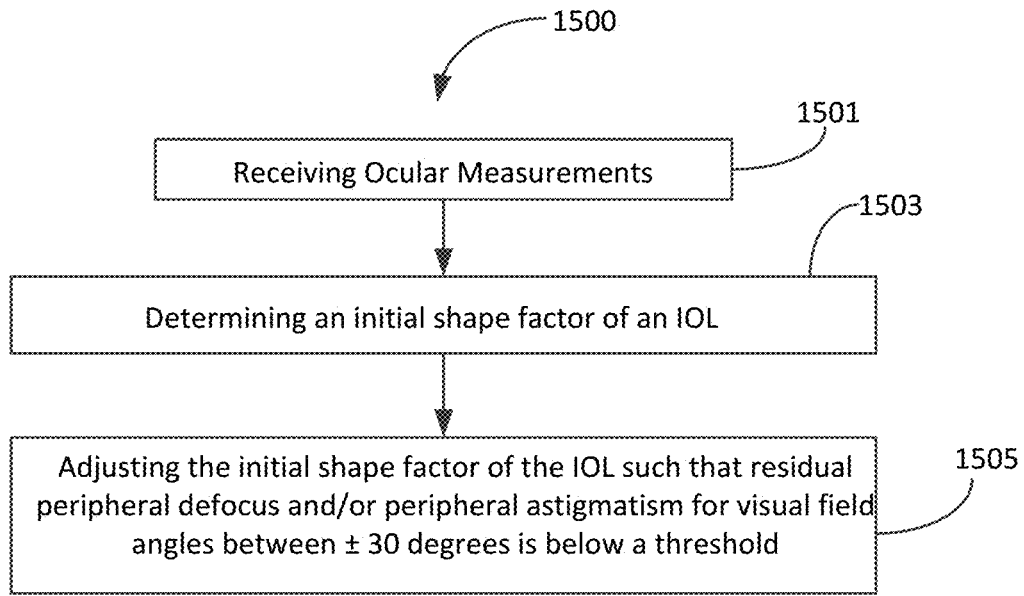 1500
1501
Receiving Ocular Measurements
1503
Determining an initial shape factor of an IOL
1505
Adjusting the initial shape factor of the IOL such that residual
peripheral defocus and/or peripheral astigmatism for visual field
angles between ± 30 degrees is below a threshold